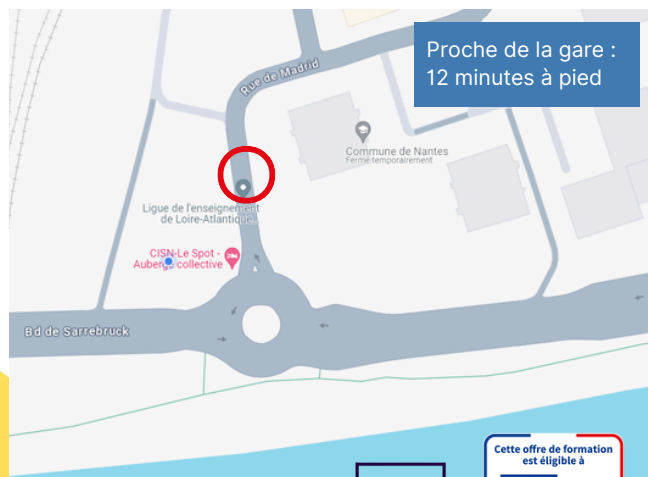 Proche de la gare :
12 minutes à pied
Rue de Madrid
Commune de Nantes
Fermé temporairement
Ligue de l'enseignement
de Loire-Atlantique...
CISN-Le Spot -
Auberge collective
Bd de Sarrebruck
Cette offre de formation
est éligible à